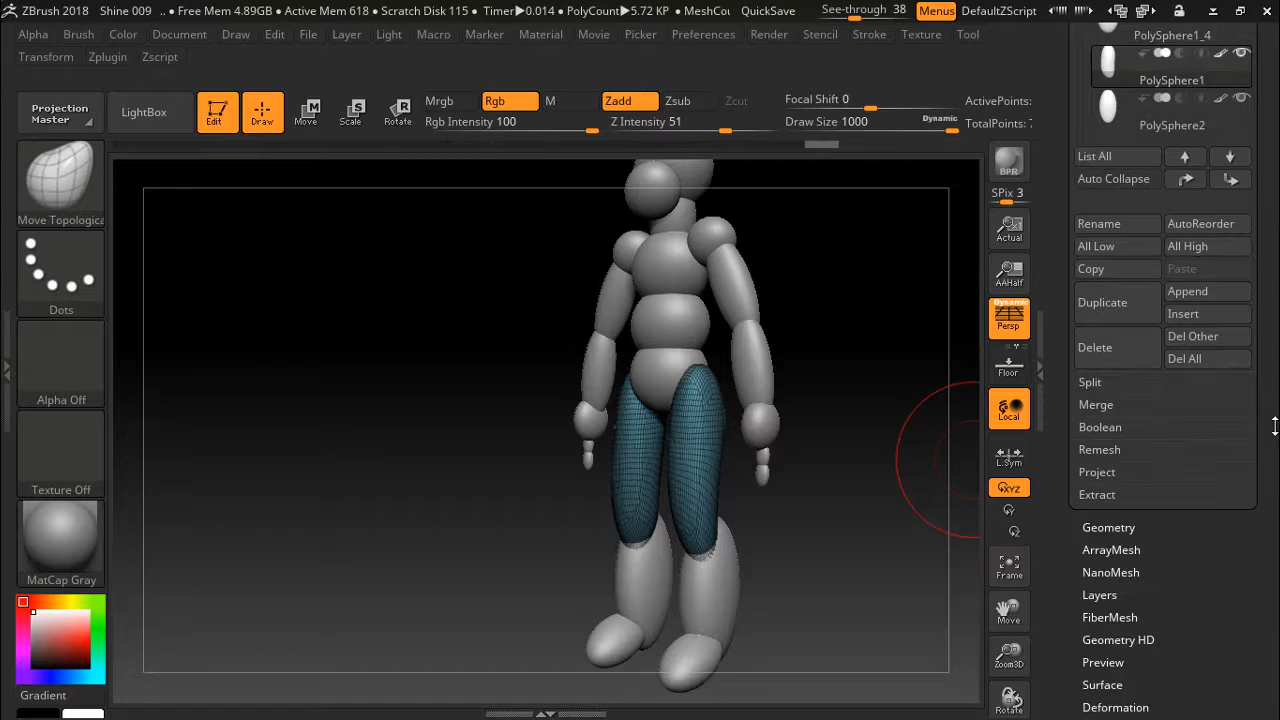 ZBrush 2018 Shine 009 .. • Free Mem 4.89GB • Active Mem 618 • Scratch Disk 115 • Timer▶0.014 • PolyCount▶5.72 KP • MeshCou QuickSave See-through 38 Menus DefaultZScript
Alpha Brush Color Document Draw Edit File Layer Light Macro Marker Material Movie Picker Preferences Render Stencil Stroke Texture Tool
Transform Zplugin Zscript
Projection Master
LightBox
Edit
Draw
Move
Scale
Rotate
Mrgb Rgb M Zadd Zsub Zcut Focal Shift 0 ActivePoints:
Rgb Intensity 100 Z Intensity 51 Draw Size 1000 Dynamic TotalPoints: 7
Move Topologica
Dots
Alpha Off
Texture Off
MatCap Gray
Gradient
BPR
SPix 3
Actual
AAHalf
Dynamic
Persp
Floor
Local
L.Sym
XYZ
Y
Z
Frame
Move
Zoom3D
Rotate
PolySphere1_4
PolySphere1
PolySphere2
List All
Auto Collapse
Rename AutoReorder
All Low All High
Copy Paste
Duplicate Append
Insert
Delete Del Other
Del All
Split
Merge
Boolean
Remesh
Project
Extract
Geometry
ArrayMesh
NanoMesh
Layers
FiberMesh
Geometry HD
Preview
Surface
Deformation